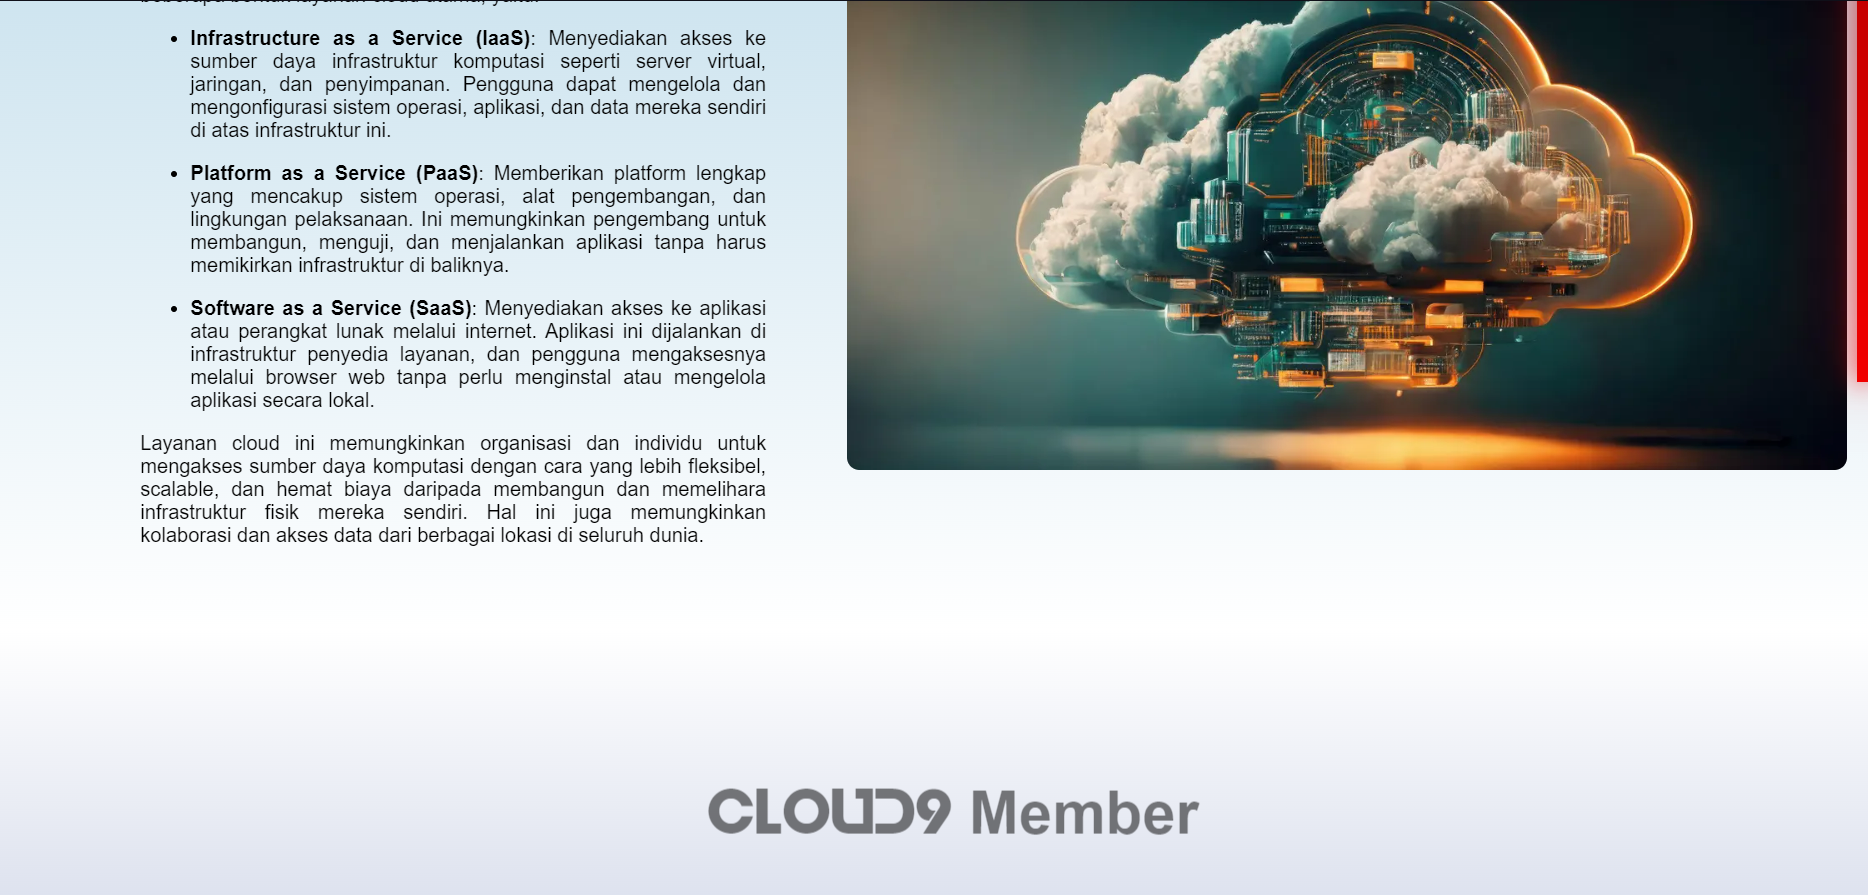 beberapa bentuk layanan cloud utama, yaitu:
• Infrastructure as a Service (IaaS): Menyediakan akses ke
sumber daya infrastruktur komputasi seperti server virtual,
jaringan, dan penyimpanan. Pengguna dapat mengelola dan
mengonfigurasi sistem operasi, aplikasi, dan data mereka sendiri
di atas infrastruktur ini.
• Platform as a Service (PaaS): Memberikan platform lengkap
yang mencakup sistem operasi, alat pengembangan, dan
lingkungan pelaksanaan. Ini memungkinkan pengembang untuk
membangun, menguji, dan menjalankan aplikasi tanpa harus
memikirkan infrastruktur di baliknya.
• Software as a Service (SaaS): Menyediakan akses ke aplikasi
atau perangkat lunak melalui internet. Aplikasi ini dijalankan di
infrastruktur penyedia layanan, dan pengguna mengaksesnya
melalui browser web tanpa perlu menginstal atau mengelola
aplikasi secara lokal.
Layanan cloud ini memungkinkan organisasi dan individu untuk
mengakses sumber daya komputasi dengan cara yang lebih fleksibel,
scalable, dan hemat biaya daripada membangun dan memelihara
infrastruktur fisik mereka sendiri. Hal ini juga memungkinkan
kolaborasi dan akses data dari berbagai lokasi di seluruh dunia.
CLOUD9 Member